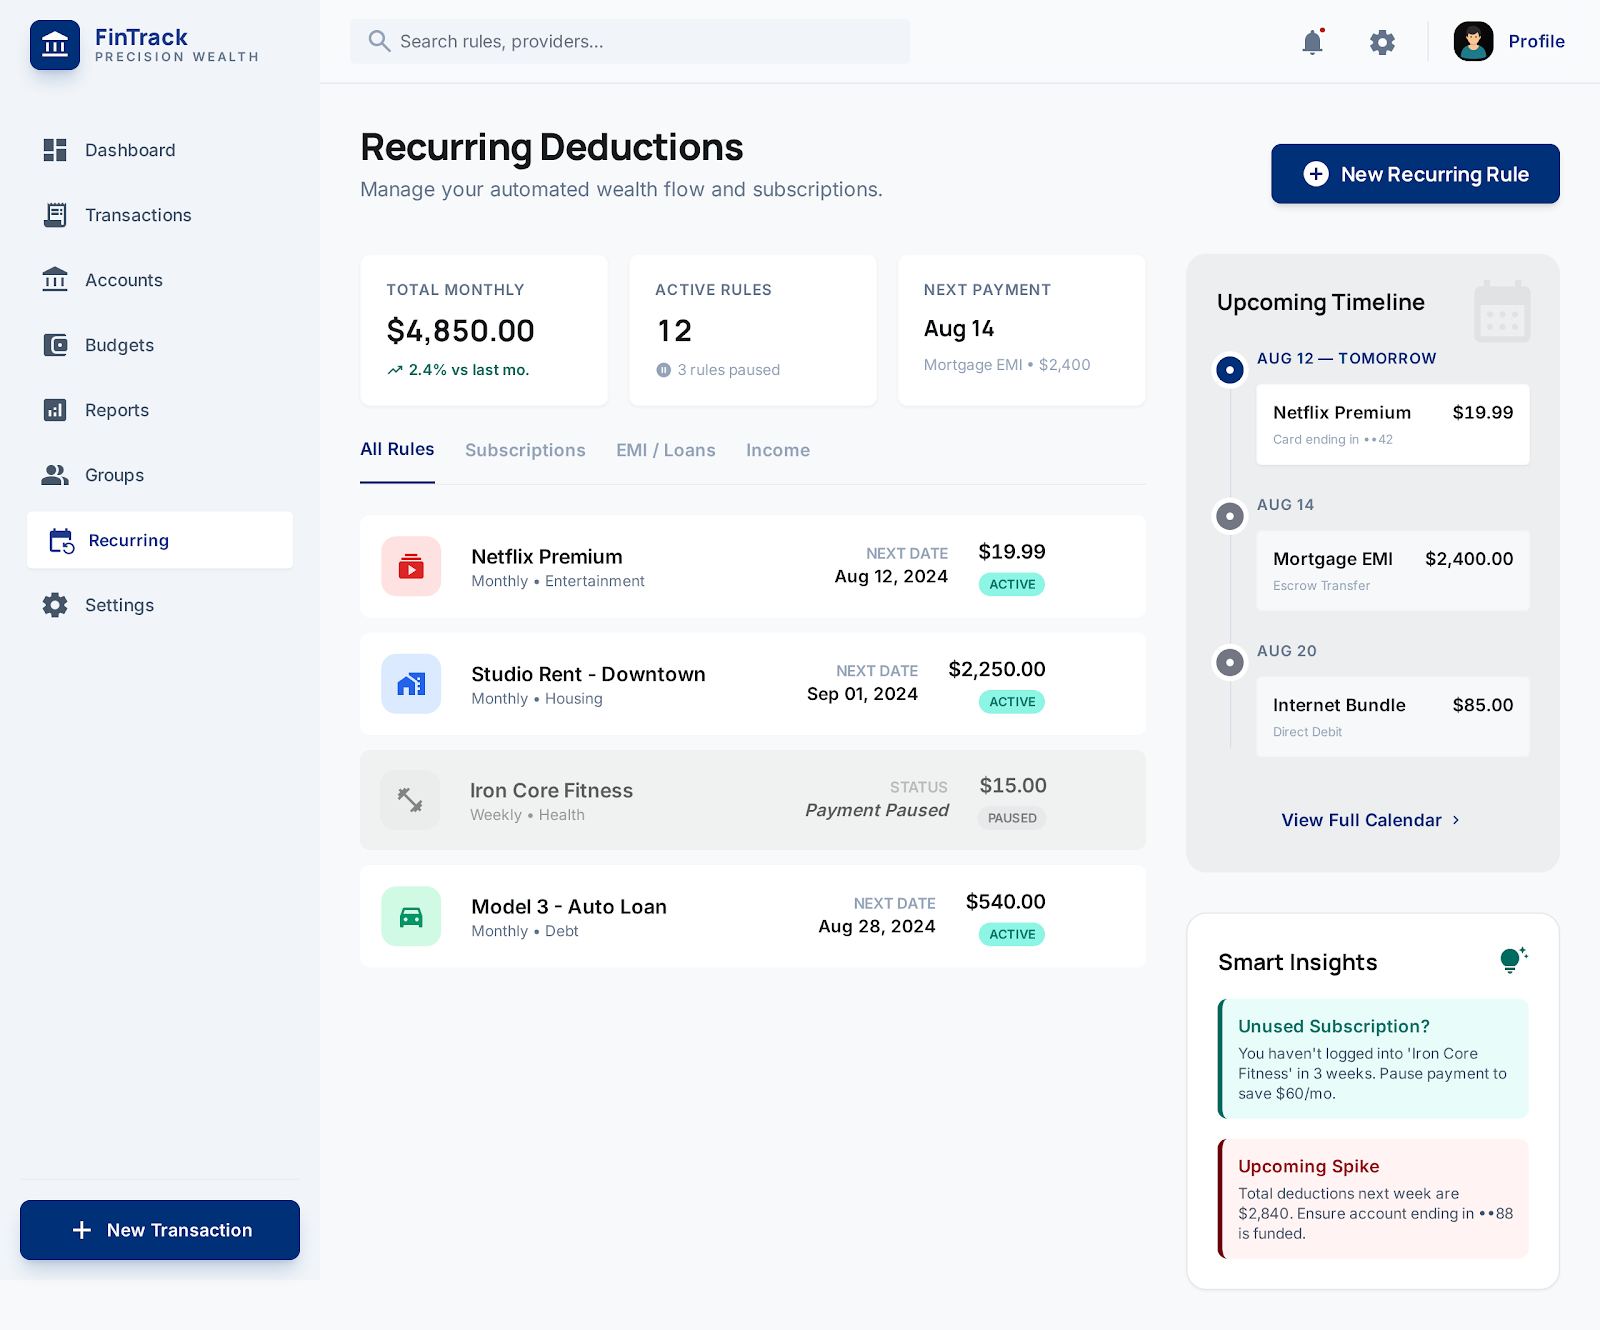 FinTrack
PRECISION WEALTH
Dashboard
Transactions
Accounts
Budgets
Reports
Groups
Recurring
Settings
New Transaction
Search rules, providers...
Profile
Recurring Deductions
Manage your automated wealth flow and subscriptions.
New Recurring Rule
TOTAL MONTHLY
$4,850.00
2.4% vs last mo.
ACTIVE RULES
12
3 rules paused
NEXT PAYMENT
Aug 14
Mortgage EMI • $2,400
All Rules
Subscriptions
EMI / Loans
Income
Netflix Premium
Monthly • Entertainment
NEXT DATE
Aug 12, 2024
$19.99
ACTIVE
Studio Rent - Downtown
Monthly • Housing
NEXT DATE
Sep 01, 2024
$2,250.00
ACTIVE
Iron Core Fitness
Weekly • Health
STATUS
Payment Paused
$15.00
PAUSED
Model 3 - Auto Loan
Monthly • Debt
NEXT DATE
Aug 28, 2024
$540.00
ACTIVE
Upcoming Timeline
AUG 12 — TOMORROW
Netflix Premium $19.99
Card ending in ••42
AUG 14
Mortgage EMI $2,400.00
Escrow Transfer
AUG 20
Internet Bundle $85.00
Direct Debit
View Full Calendar
Smart Insights
Unused Subscription?
You haven't logged into 'Iron Core
Fitness' in 3 weeks. Pause payment to
save $60/mo.
Upcoming Spike
Total deductions next week are
$2,840. Ensure account ending in ••88
is funded.